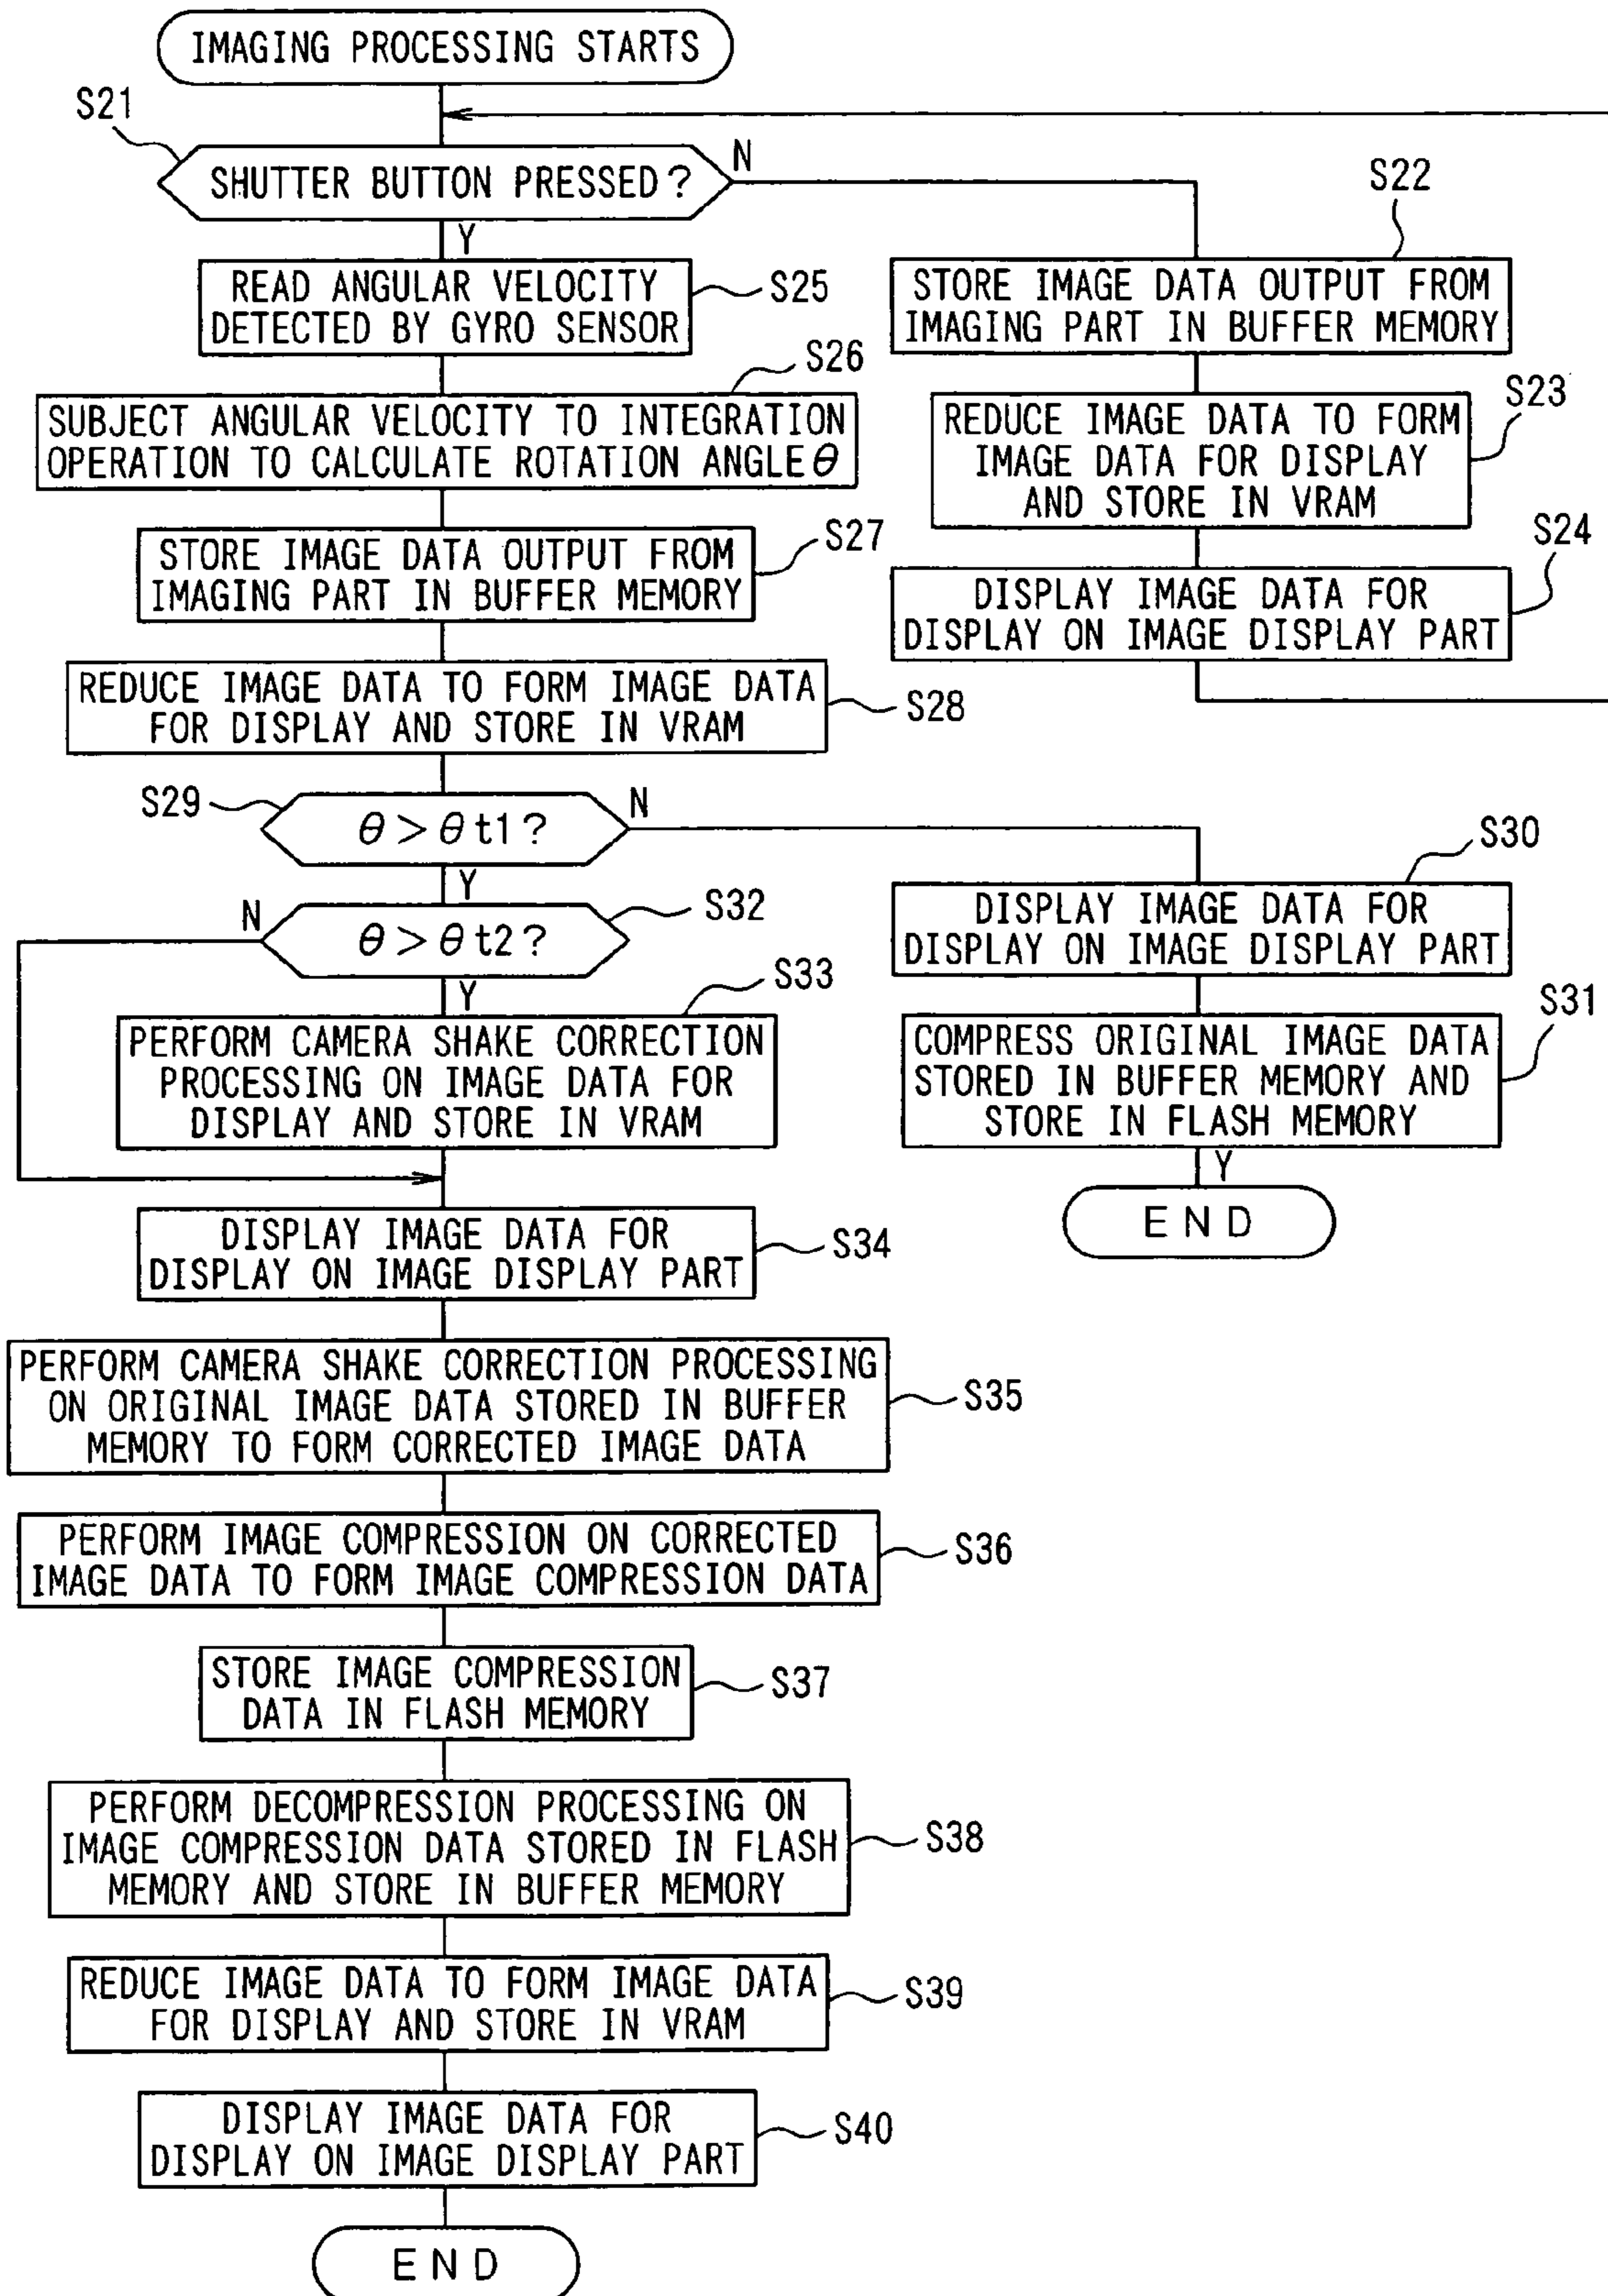 IMAGING PROCESSING STARTS
S21
SHUTTER BUTTON PRESSED?
N
Y
S22
STORE IMAGE DATA OUTPUT FROM
IMAGING PART IN BUFFER MEMORY
S23
REDUCE IMAGE DATA TO FORM
IMAGE DATA FOR DISPLAY
AND STORE IN VRAM
S24
DISPLAY IMAGE DATA FOR
DISPLAY ON IMAGE DISPLAY PART
READ ANGULAR VELOCITY
DETECTED BY GYRO SENSOR
S25
S26
SUBJECT ANGULAR VELOCITY TO INTEGRATION
OPERATION TO CALCULATE ROTATION ANGLE θ
S27
STORE IMAGE DATA OUTPUT FROM
IMAGING PART IN BUFFER MEMORY
REDUCE IMAGE DATA TO FORM IMAGE DATA
FOR DISPLAY AND STORE IN VRAM
S28
S29
θ > θ t1?
N
Y
S30
DISPLAY IMAGE DATA FOR
DISPLAY ON IMAGE DISPLAY PART
S31
COMPRESS ORIGINAL IMAGE DATA
STORED IN BUFFER MEMORY AND
STORE IN FLASH MEMORY
Y
END
N
θ > θ t2?
S32
Y
S33
PERFORM CAMERA SHAKE CORRECTION
PROCESSING ON IMAGE DATA FOR
DISPLAY AND STORE IN VRAM
DISPLAY IMAGE DATA FOR
DISPLAY ON IMAGE DISPLAY PART
S34
PERFORM CAMERA SHAKE CORRECTION PROCESSING
ON ORIGINAL IMAGE DATA STORED IN BUFFER
MEMORY TO FORM CORRECTED IMAGE DATA
S35
PERFORM IMAGE COMPRESSION ON CORRECTED
IMAGE DATA TO FORM IMAGE COMPRESSION DATA
S36
STORE IMAGE COMPRESSION
DATA IN FLASH MEMORY
S37
PERFORM DECOMPRESSION PROCESSING ON
IMAGE COMPRESSION DATA STORED IN FLASH
MEMORY AND STORE IN BUFFER MEMORY
S38
REDUCE IMAGE DATA TO FORM IMAGE DATA
FOR DISPLAY AND STORE IN VRAM
S39
DISPLAY IMAGE DATA FOR
DISPLAY ON IMAGE DISPLAY PART
S40
END